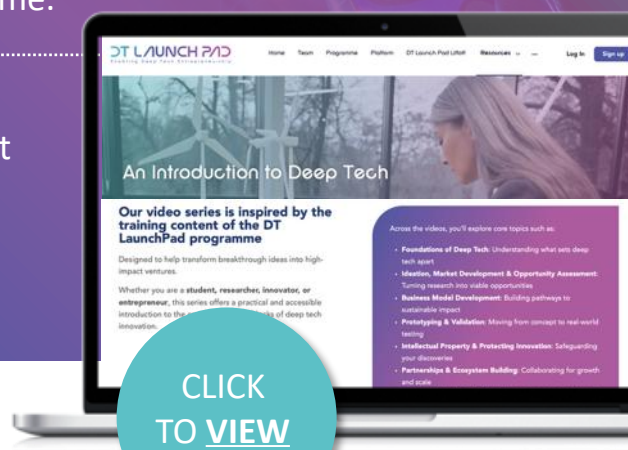 me.
t
DT LAUNCH PAD
Enabling Deep Tech Entrepreneurship
Home Team Programme Platform DT Launch Pad Liftoff Resources Log In Sign up
An Introduction to Deep Tech
Our video series is inspired by the
training content of the DT
LaunchPad programme
Designed to help transform breakthrough ideas into high-
impact ventures.
Whether you are a student, researcher, innovator, or
entrepreneur, this series offers a practical and accessible
introduction to the ks of deep tech
innovation.
Across the videos, you'll explore core topics such as:
• Foundations of Deep Tech: Understanding what sets deep
tech apart
• Ideation, Market Development & Opportunity Assessment:
Turning research into viable opportunities
• Business Model Development: Building pathways to
sustainable impact
• Prototyping & Validation: Moving from concept to real-world
testing
• Intellectual Property & Protecting Innovation: Safeguarding
your discoveries
• Partnerships & Ecosystem Building: Collaborating for growth
and scale
CLICK
TO VIEW